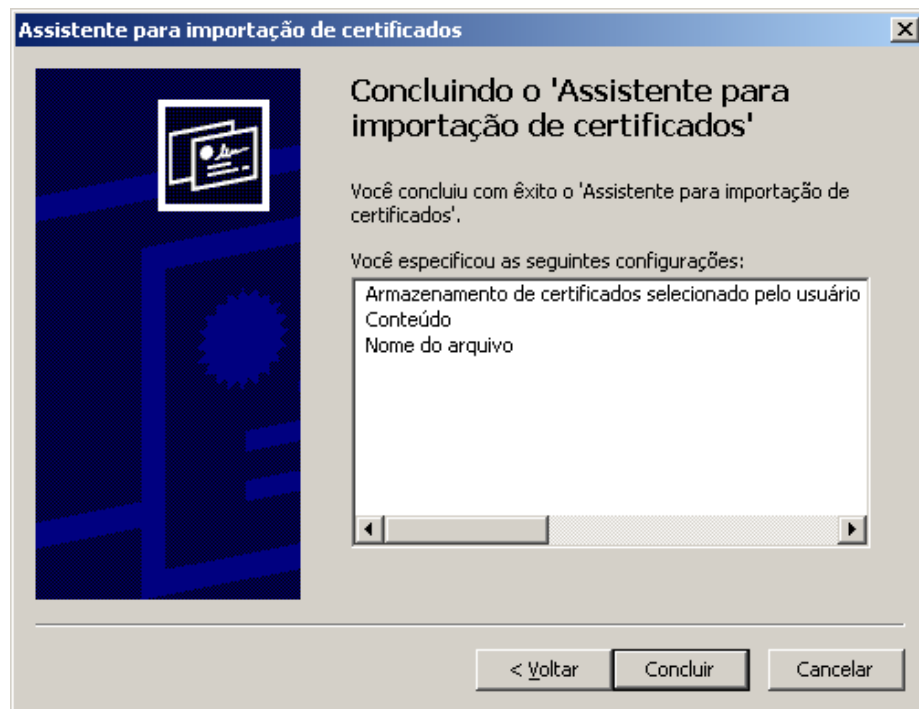 Assistente para importação de certificados
Concluindo o 'Assistente para
importação de certificados'
Você concluiu com êxito o 'Assistente para importação de
certificados'.
Você especificou as seguintes configurações:
Armazenamento de certificados selecionado pelo usuário
Conteúdo
Nome do arquivo
< Voltar
Concluir
Cancelar